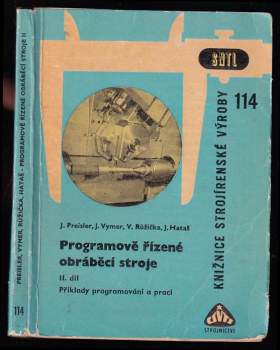 PREISLER, VYMER, RŮŽIČKA, HATAŠ - PROGRAMOVĚ ŘÍZENÉ OBRÁBĚCÍ STROJE II
114
SNTL
114
KNIŽNICE STROJÍRENSKÉ VÝROBY
J. Preisler, J. Vymer, V. Růžička, J. Hataš
Programově řízené
obráběcí stroje
II. díl
Příklady programování a prací
STROJNICTVÍ